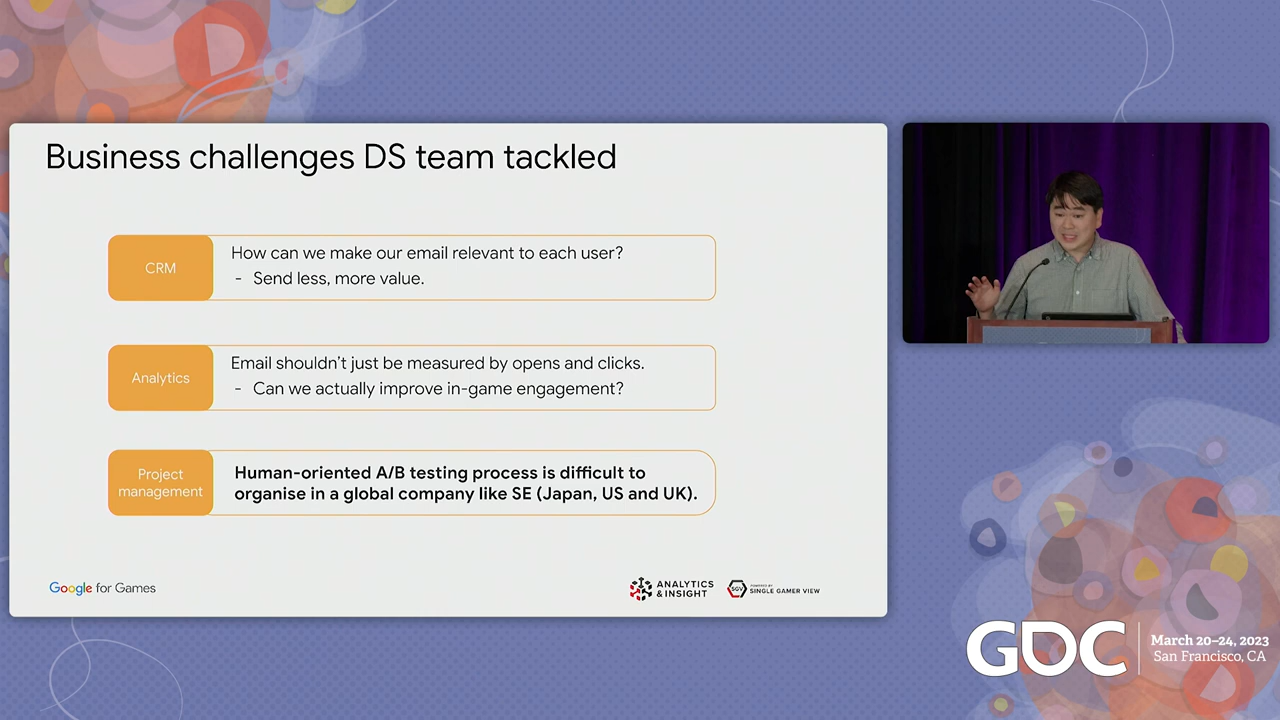 Business challenges DS team tackled
CRM
How can we make our email relevant to each user?
- Send less, more value.
Analytics
Email shouldn't just be measured by opens and clicks.
- Can we actually improve in-game engagement?
Project
management
Human-oriented A/B testing process is difficult to
organise in a global company like SE (Japan, US and UK).
Google for Games
ANALYTICS
& INSIGHT
SGV
POWERED BY
SINGLE GAMER VIEW
GDC
March 20–24, 2023
San Francisco, CA